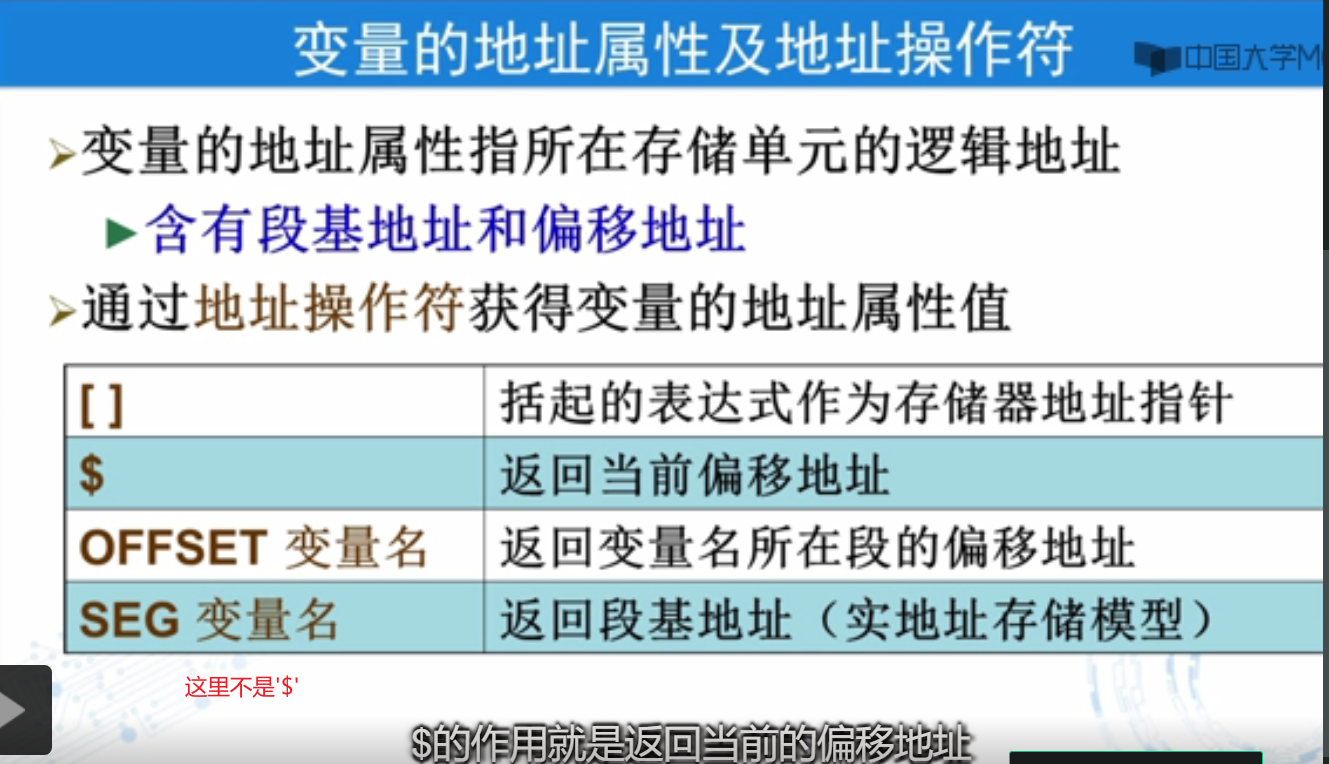 变量的地址属性及地址操作符
中国大学M
变量的地址属性指所在存储单元的逻辑地址
含有段基地址和偏移地址
通过地址操作符获得变量的地址属性值
[ ] 括起的表达式作为存储器地址指针
$ 返回当前偏移地址
OFFSET 变量名 返回变量名所在段的偏移地址
SEG 变量名 返回段基地址（实地址存储模型）
这里不是'$'
$的作用就是返回当前的偏移地址